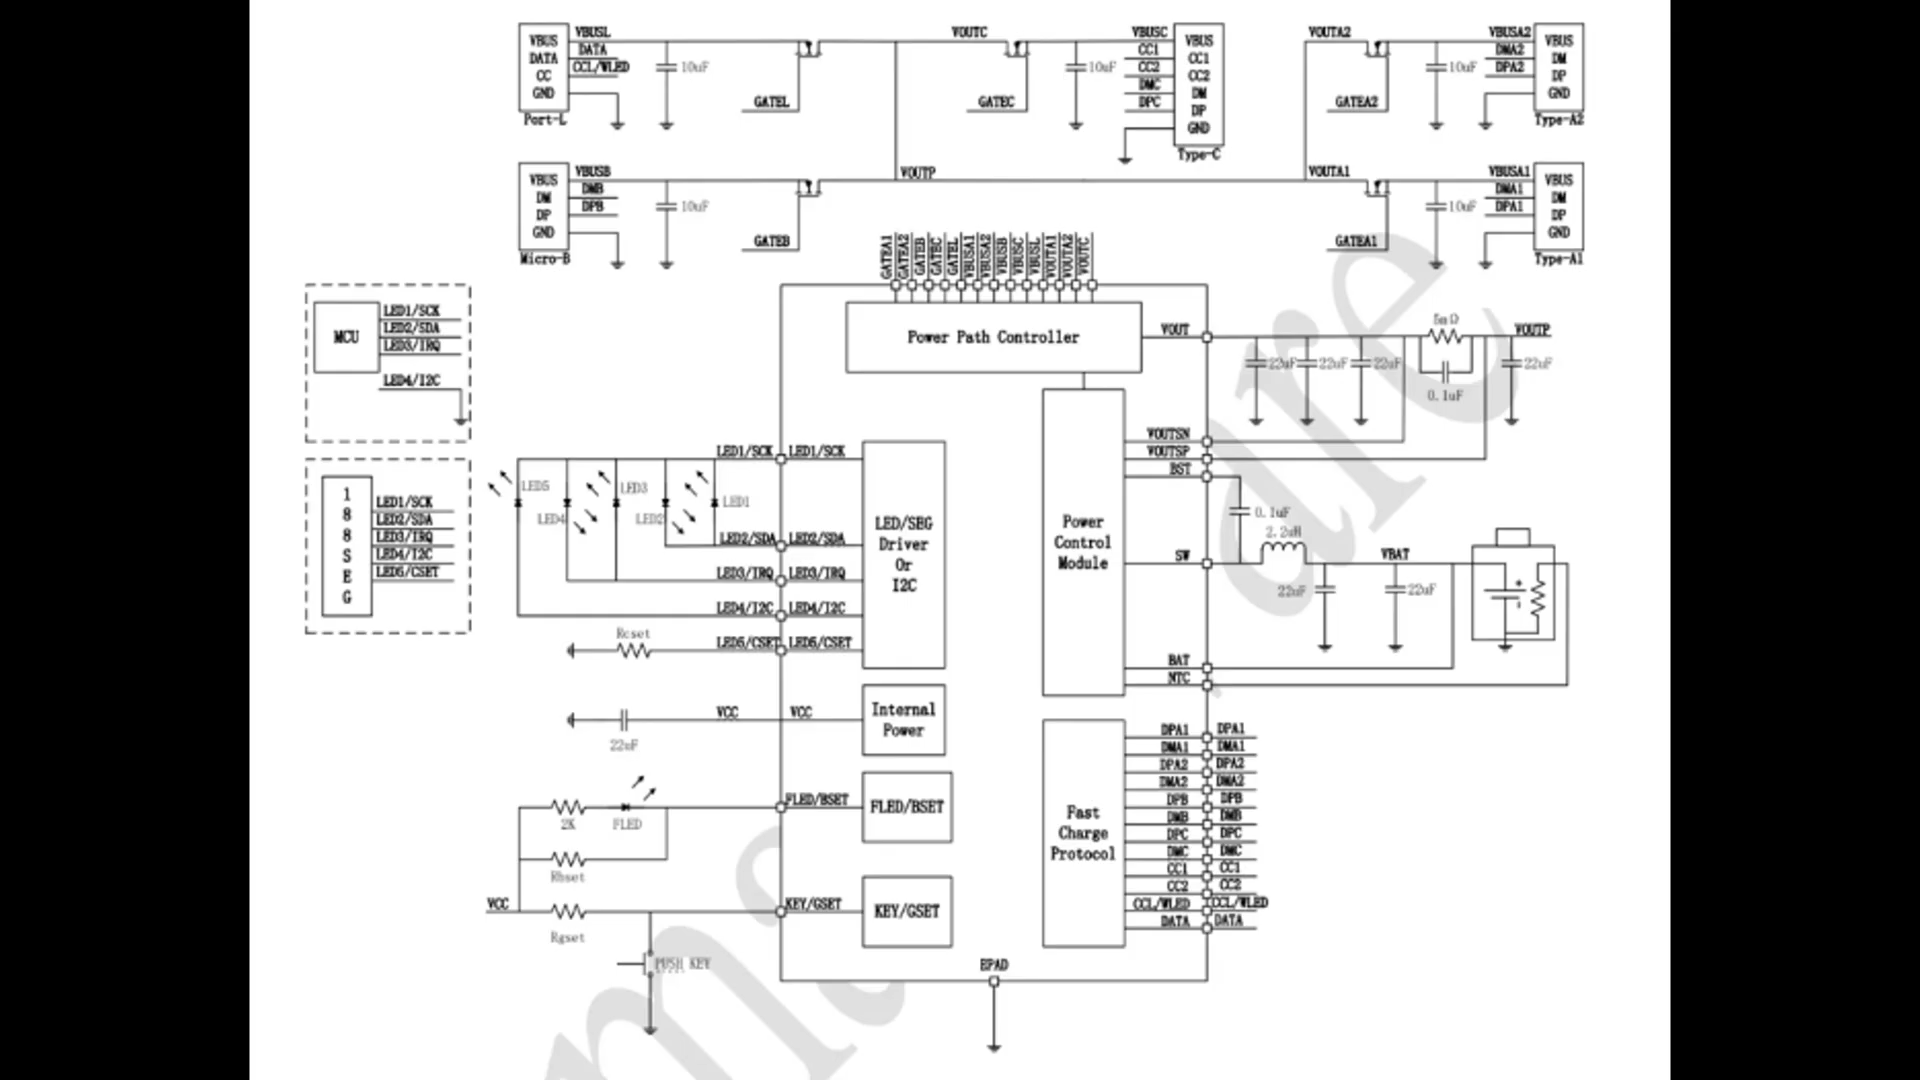 VBUS
DATA
CC
GND
Port-L
VBUSL
DATA
CCL/WLED
10uF
GATEL
VOUTC
GATEC
10uF
VBUSC
CC1
CC2
DMC
DPC
VBUS
CC1
CC2
DM
DP
GND
Type-C
VOUTA2
GATEA2
10uF
VBUSA2
DMA2
DPA2
VBUS
DM
DP
GND
Type-A2
VBUS
DM
DP
GND
Micro-B
VBUSB
DMB
DPB
10uF
GATEB
VOUTP
VOUTA1
GATEA1
10uF
VBUSA1
DMA1
DPA1
VBUS
DM
DP
GND
Type-A1
GATEA1
GATEA2
GATEB
GATEC
GATEL
VBUSA1
VBUSA2
VBUSB
VBUSC
VBUSL
VOUTA1
VOUTA2
VOUTC
MCU
LED1/SCK
LED2/SDA
LED3/IRQ
LED4/I2C
Power Path Controller
VOUT
22uF
22uF
22uF
5mΩ
0.1uF
VOUTP
22uF
188SEG
LED1/SCK
LED2/SDA
LED3/IRQ
LED4/I2C
LED5/CSET
LED5
LED4
LED3
LED2
LED1
LED1/SCK LED1/SCK
LED2/SDA LED2/SDA
LED3/IRQ LED3/IRQ
LED4/I2C LED4/I2C
Rcset
LED5/CSET LED5/CSET
LED/SEG
Driver
Or
I2C
Power
Control
Module
VOUTSN
VOUTSP
BST
0.1uF
2.2uH
SW
VBAT
22uF
22uF
+
BAT
NTC
VCC VCC
22uF
Internal
Power
FLED/BSET
FLED/BSET
2K
FLED
Rbset
VCC
Rgset
KEY/GSET
KEY/GSET
PUSH KEY
Fast
Charge
Protocol
DPA1 DPA1
DMA1 DMA1
DPA2 DPA2
DMA2 DMA2
DPB DPB
DMB DMB
DPC DPC
DMC DMC
CC1 CC1
CC2 CC2
CCL/WLED CCL/WLED
DATA DATA
EPAD